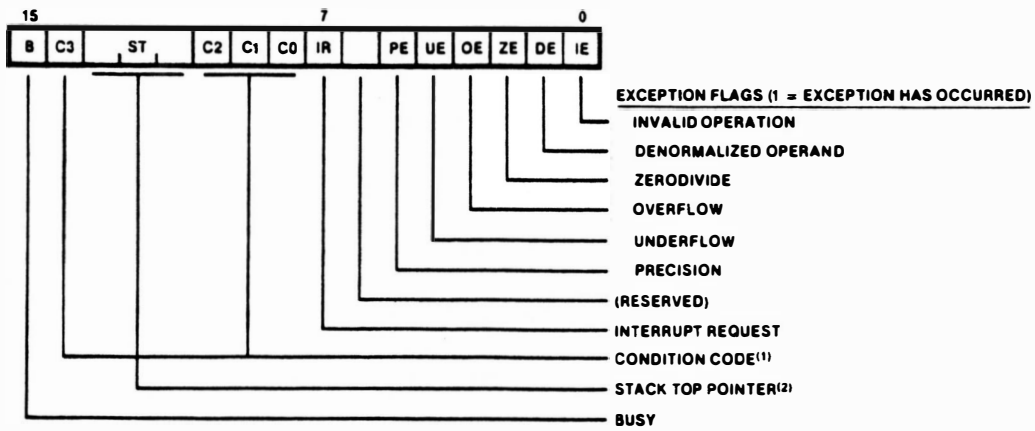 15 7 0
B C3 ST C2 C1 C0 IR PE UE OE ZE DE IE
EXCEPTION FLAGS (1 = EXCEPTION HAS OCCURRED)
INVALID OPERATION
DENORMALIZED OPERAND
ZERODIVIDE
OVERFLOW
UNDERFLOW
PRECISION
(RESERVED)
INTERRUPT REQUEST
CONDITION CODE(1)
STACK TOP POINTER(2)
BUSY